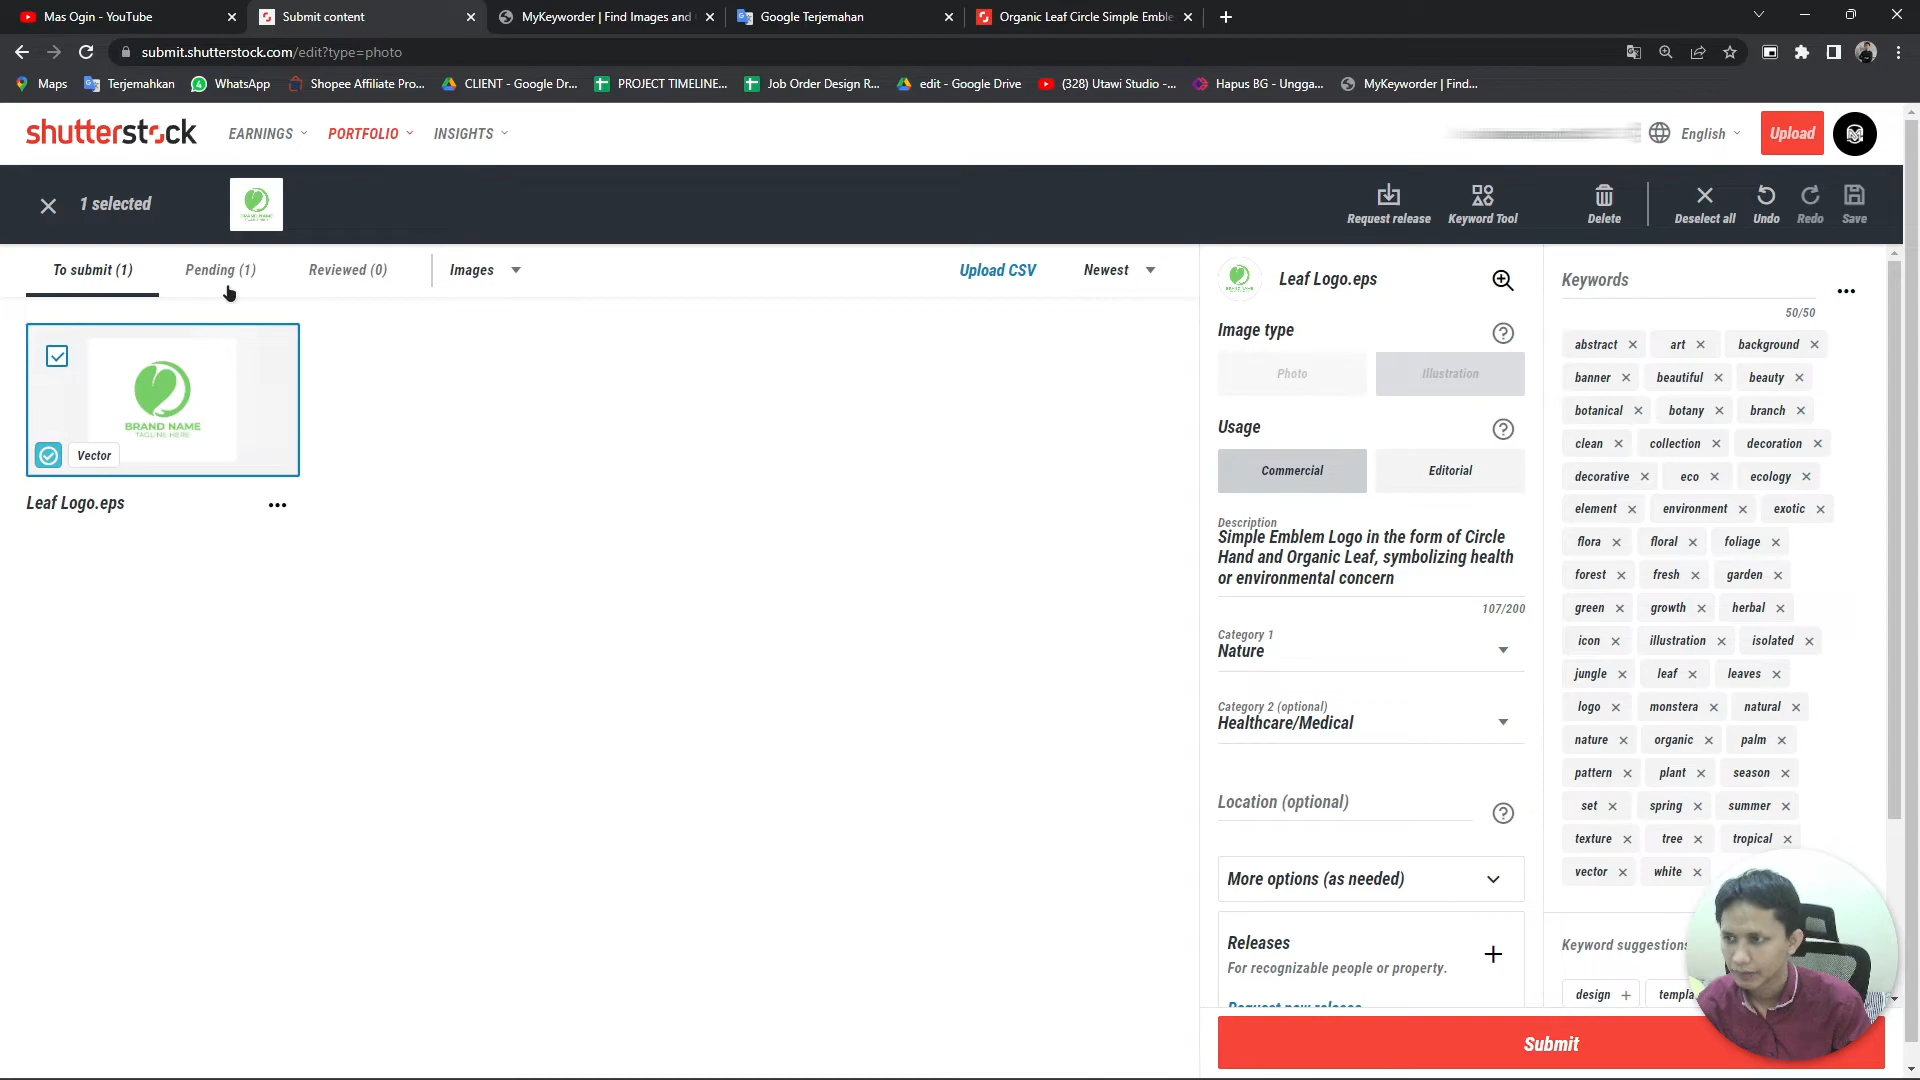 Mas Ogin - YouTube
Submit content
MyKeyworder | Find Images and
Google Terjemahan
Organic Leaf Circle Simple Emble
submit.shutterstock.com/edit?type=photo
Maps
Terjemahkan
WhatsApp
Shopee Affiliate Pro...
CLIENT - Google Dr...
PROJECT TIMELINE...
Job Order Design R...
edit - Google Drive
(328) Utawi Studio -...
Hapus BG - Ungga...
MyKeyworder | Find...
shutterstock
EARNINGS
PORTFOLIO
INSIGHTS
English
Upload
1 selected
BRAND NAME
Request release
Keyword Tool
Delete
Deselect all
Undo
Redo
Save
To submit (1)
Pending (1)
Reviewed (0)
Images
Upload CSV
Newest
BRAND NAME
TAGLINE HERE
Vector
Leaf Logo.eps
Leaf Logo.eps
Image type
Photo
Illustration
Usage
Commercial
Editorial
Description
Simple Emblem Logo in the form of Circle
Hand and Organic Leaf, symbolizing health
or environmental concern
107/200
Category 1
Nature
Category 2 (optional)
Healthcare/Medical
Location (optional)
More options (as needed)
Releases
For recognizable people or property.
Request new release
Keywords
50/50
abstract art background
banner beautiful beauty
botanical botany branch
clean collection decoration
decorative eco ecology
element environment exotic
flora floral foliage
forest fresh garden
green growth herbal
icon illustration isolated
jungle leaf leaves
logo monstera natural
nature organic palm
pattern plant season
set spring summer
texture tree tropical
vector white
Keyword suggestions
design + templa
Submit